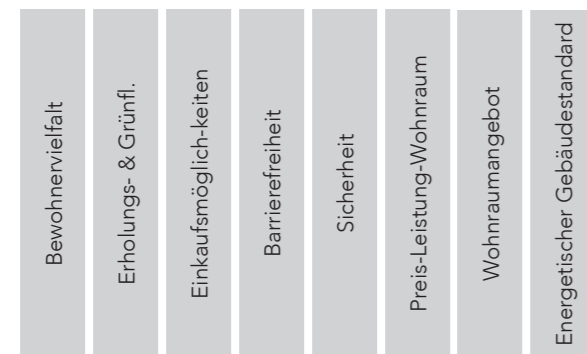 Bewohnervielfalt
Erholungs- & Grünfl.
Einkaufsmöglich-keiten
Barrierefreiheit
Sicherheit
Preis-Leistung-Wohnraum
Wohnraumangebot
Energetischer Gebäudestandard